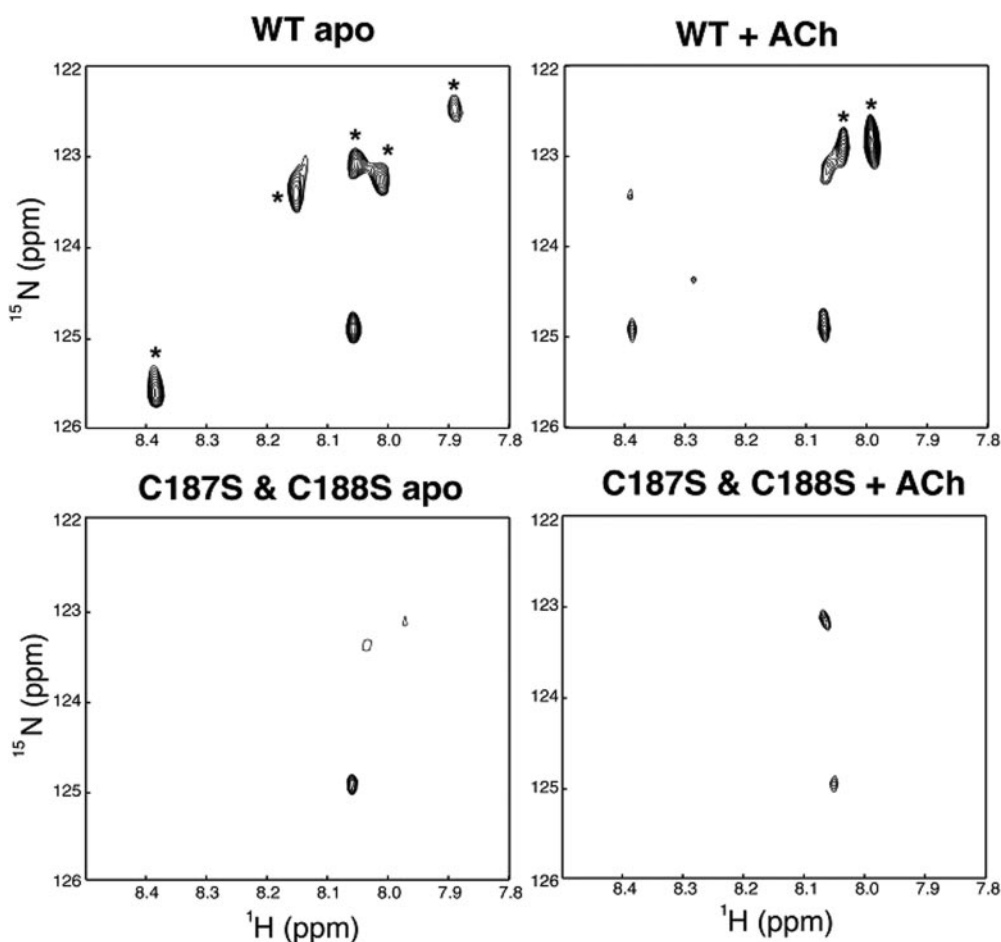 WT apo
WT + ACh
122
123
124
125
126
15N (ppm)
* * * * *
8.4 8.3 8.2 8.1 8.0 7.9 7.8
122
123
124
125
126
* *
8.4 8.3 8.2 8.1 8.0 7.9 7.8
C187S & C188S apo
C187S & C188S + ACh
122
123
124
125
126
15N (ppm)
8.4 8.3 8.2 8.1 8.0 7.9 7.8
1H (ppm)
122
123
124
125
126
8.4 8.3 8.2 8.1 8.0 7.9 7.8
1H (ppm)